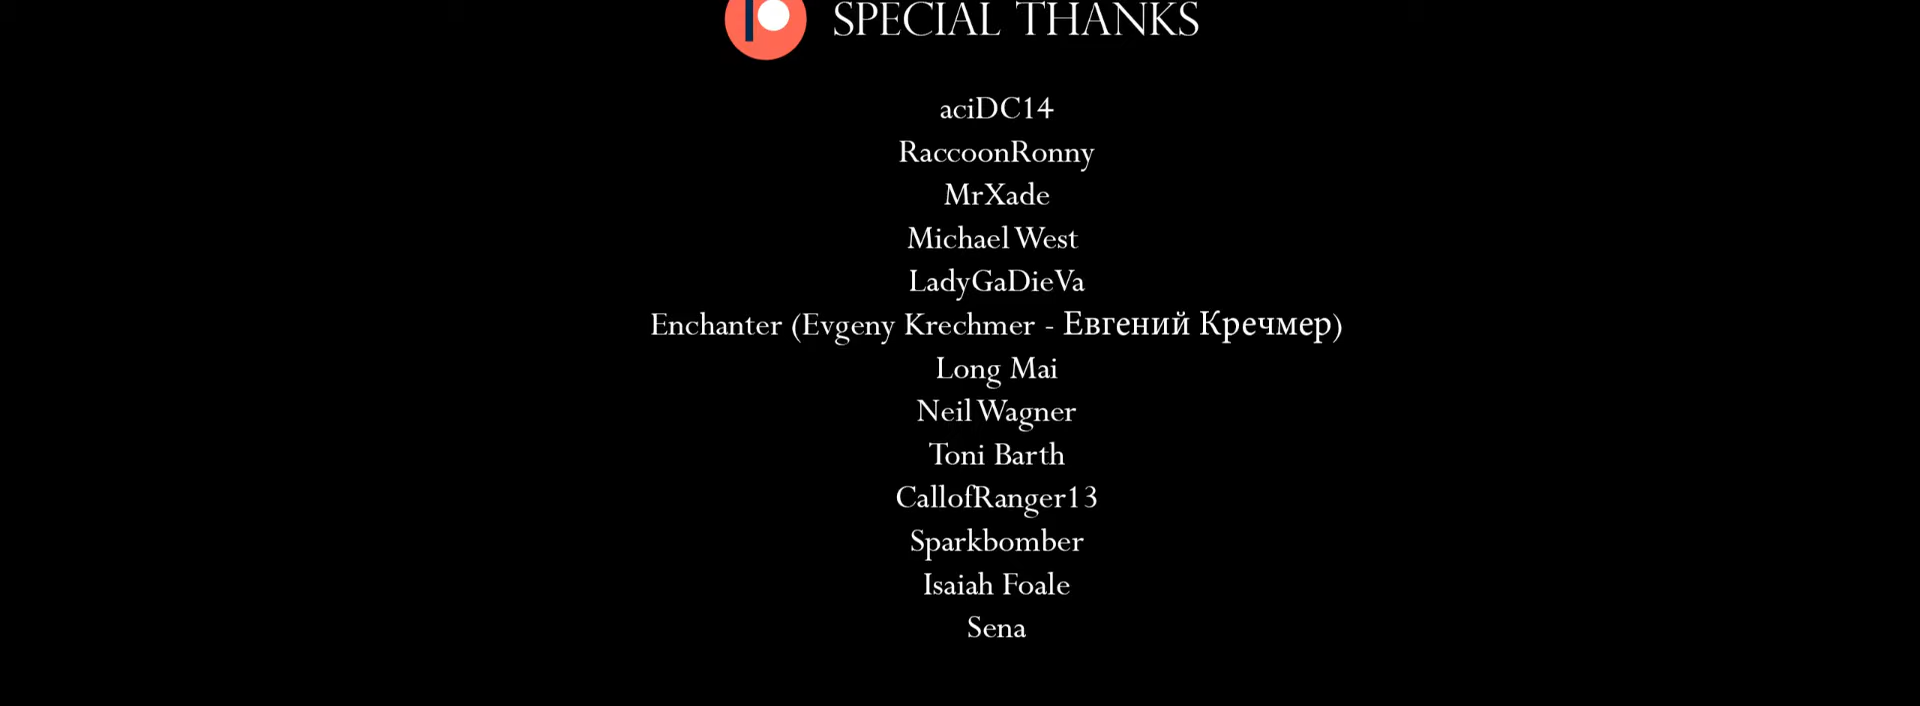 SPECIAL THANKS
aciDC14
RaccoonRonny
MrXade
Michael West
LadyGaDieVa
Enchanter (Evgeny Krechmer - Евгений Кречмер)
Long Mai
Neil Wagner
Toni Barth
CallofRanger13
Sparkbomber
Isaiah Foale
Sena